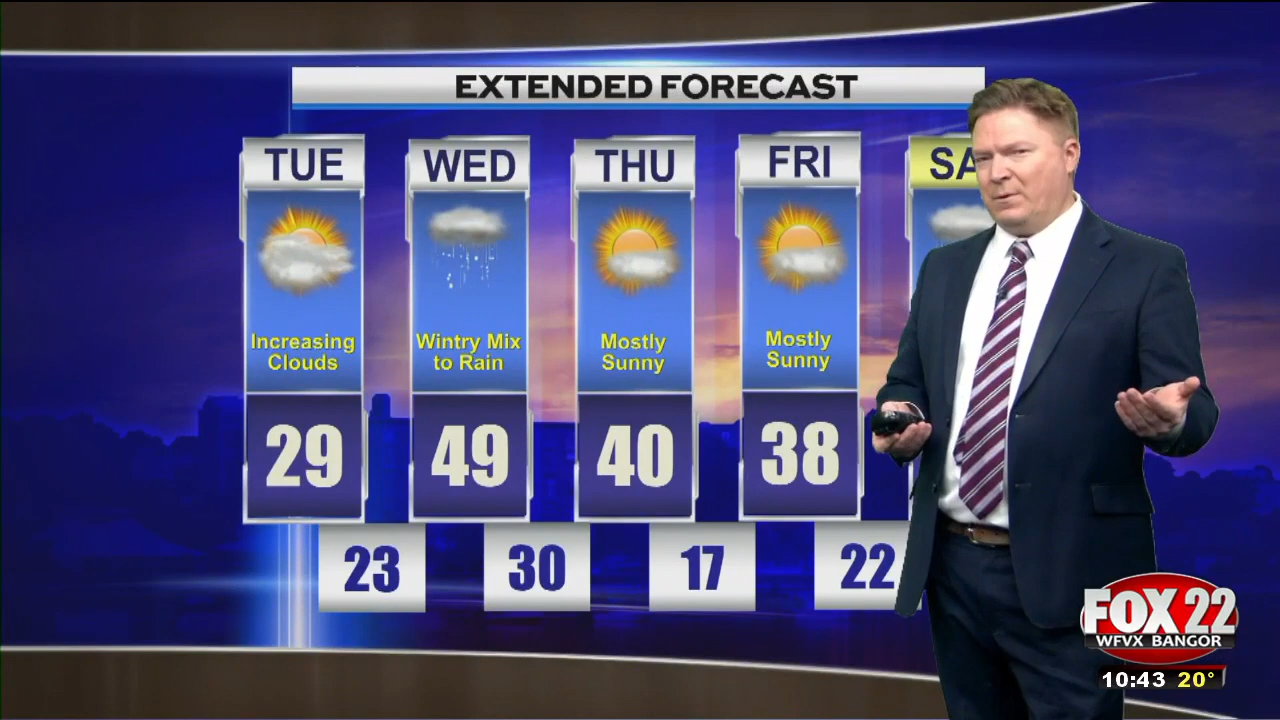 EXTENDED FORECAST
TUE WED THU FRI
Increasing Clouds
Wintry Mix to Rain
Mostly Sunny
Mostly Sunny
29 49 40 38
23 30 17 22
FOX 22
WFVX BANGOR
10:43 20°